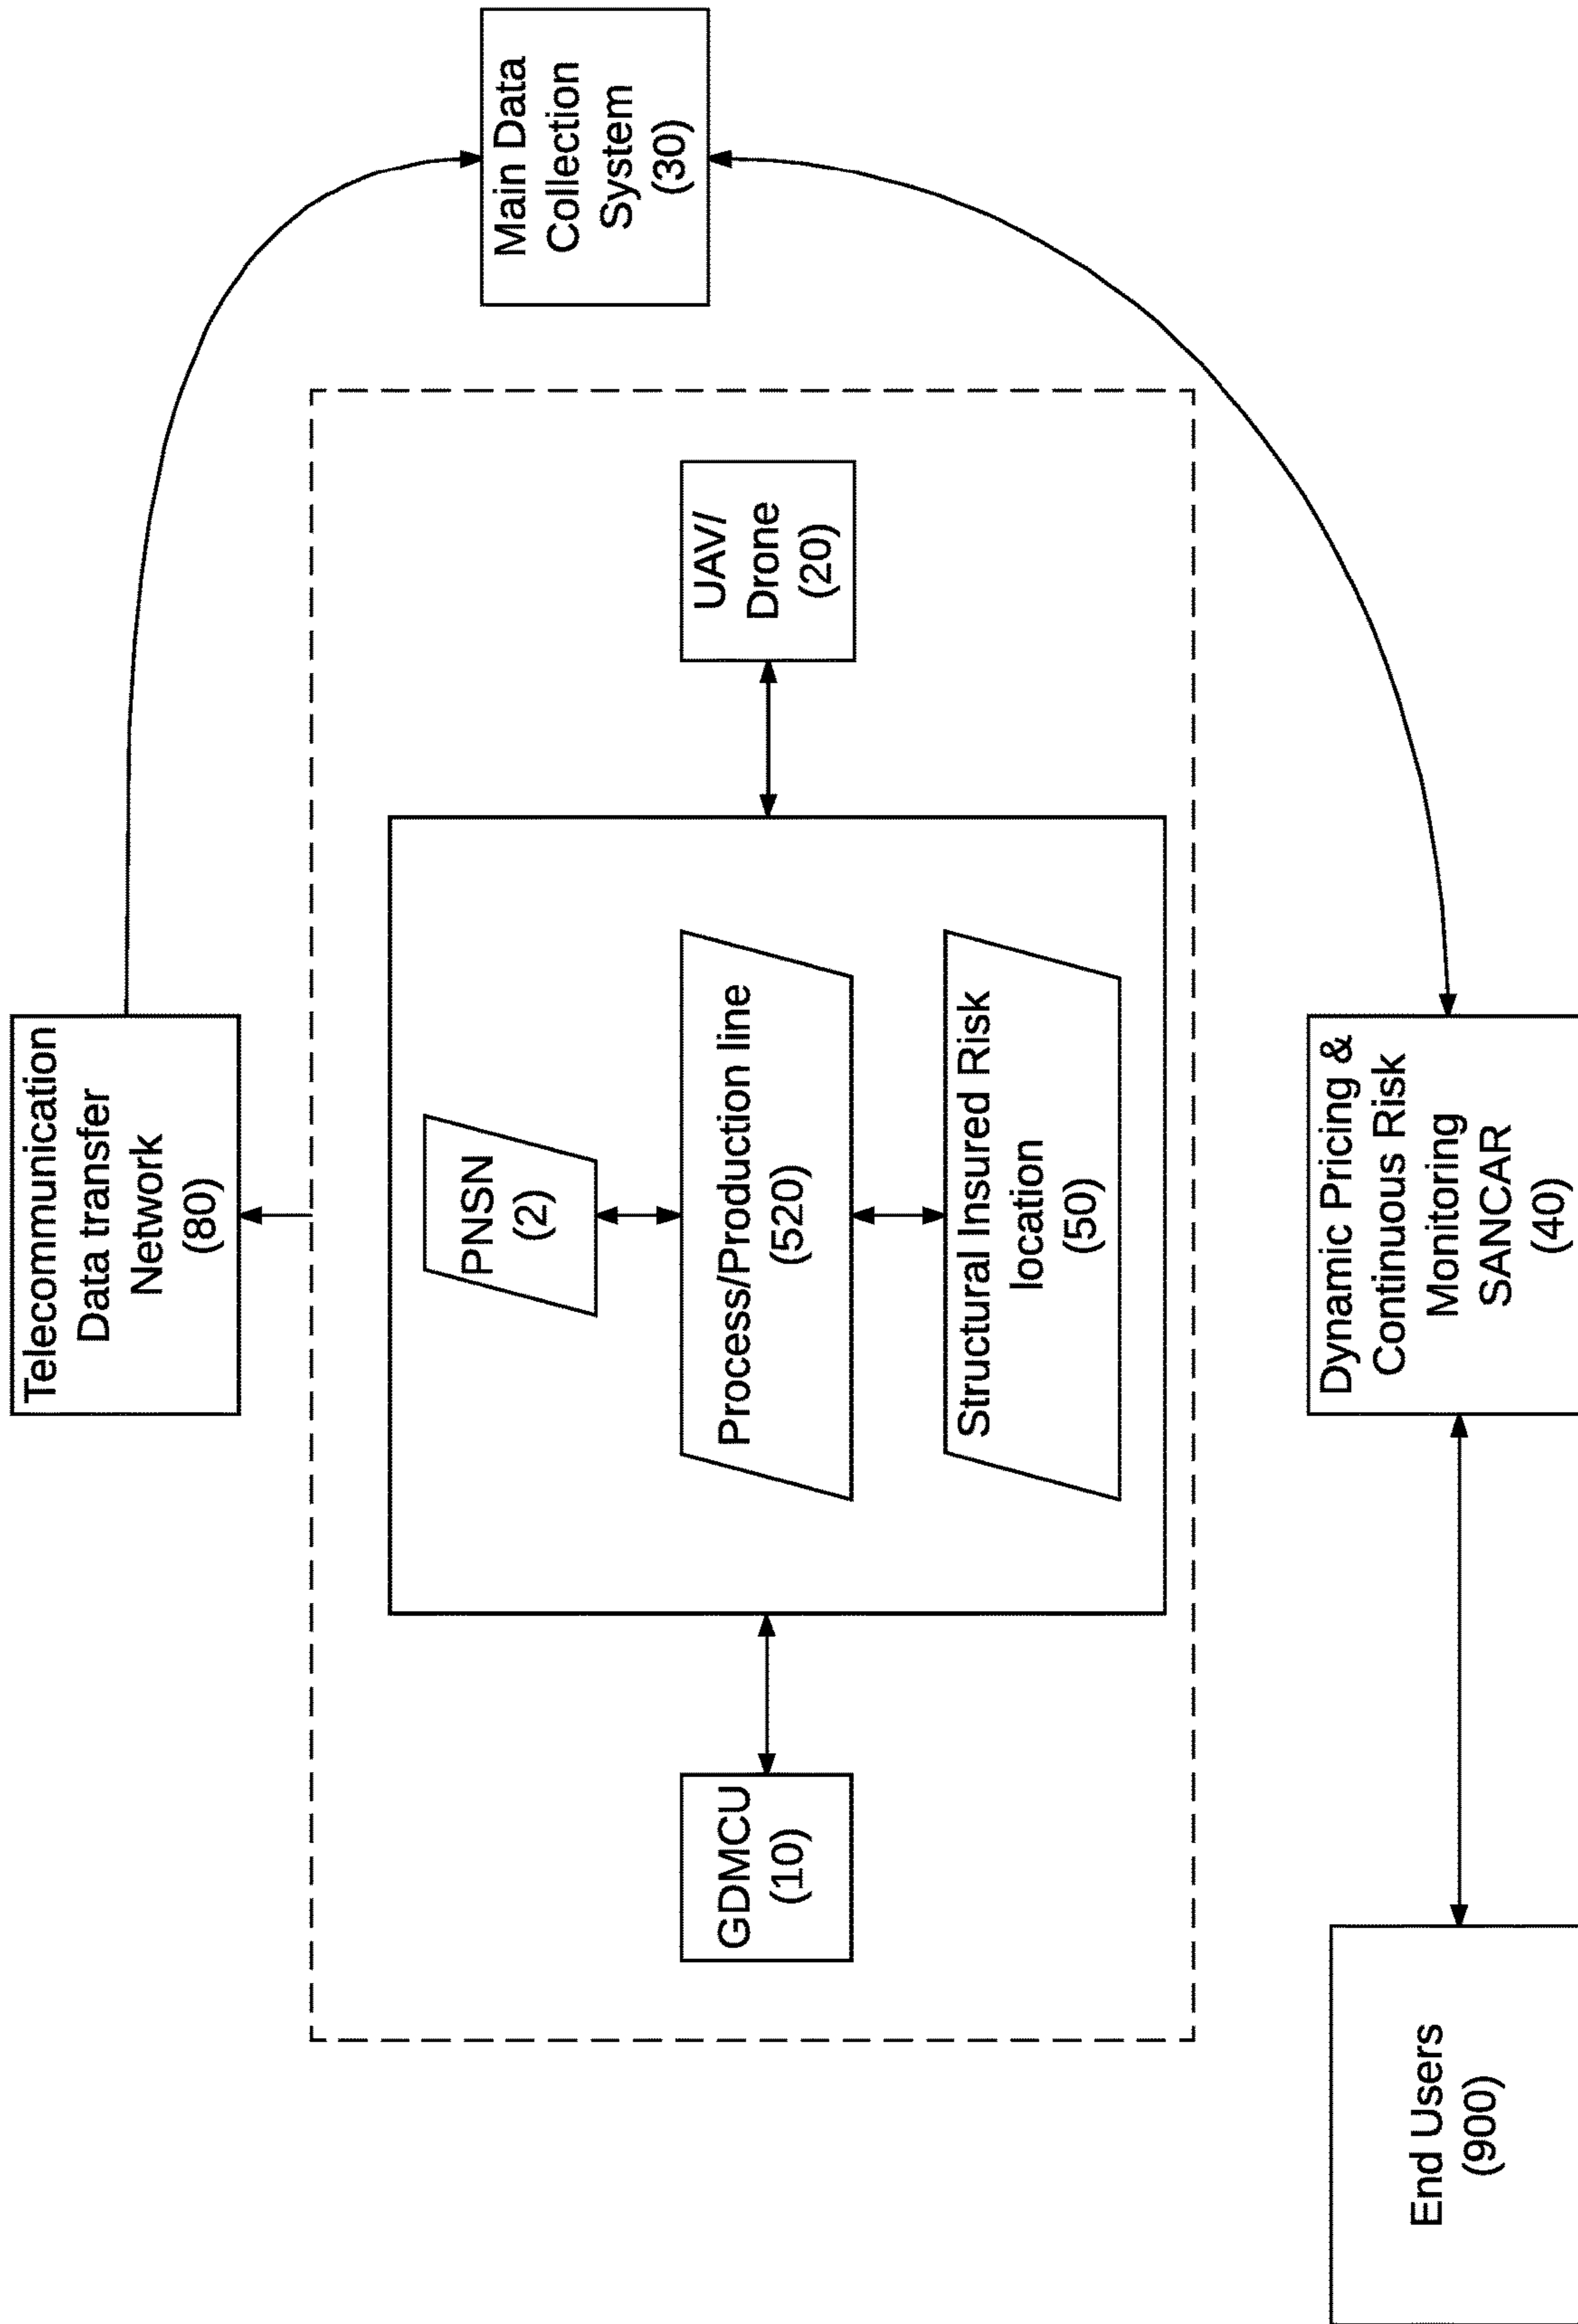 Telecommunication
Data transfer
Network
(80)
Main Data
Collection
System
(30)
PNSN
(2)
Process/Production line
(520)
Structural Insured Risk
location
(50)
GDMCU
(10)
UAV/
Drone
(20)
End Users
(900)
Dynamic Pricing &
Continuous Risk
Monitoring
SANCAR
(40)